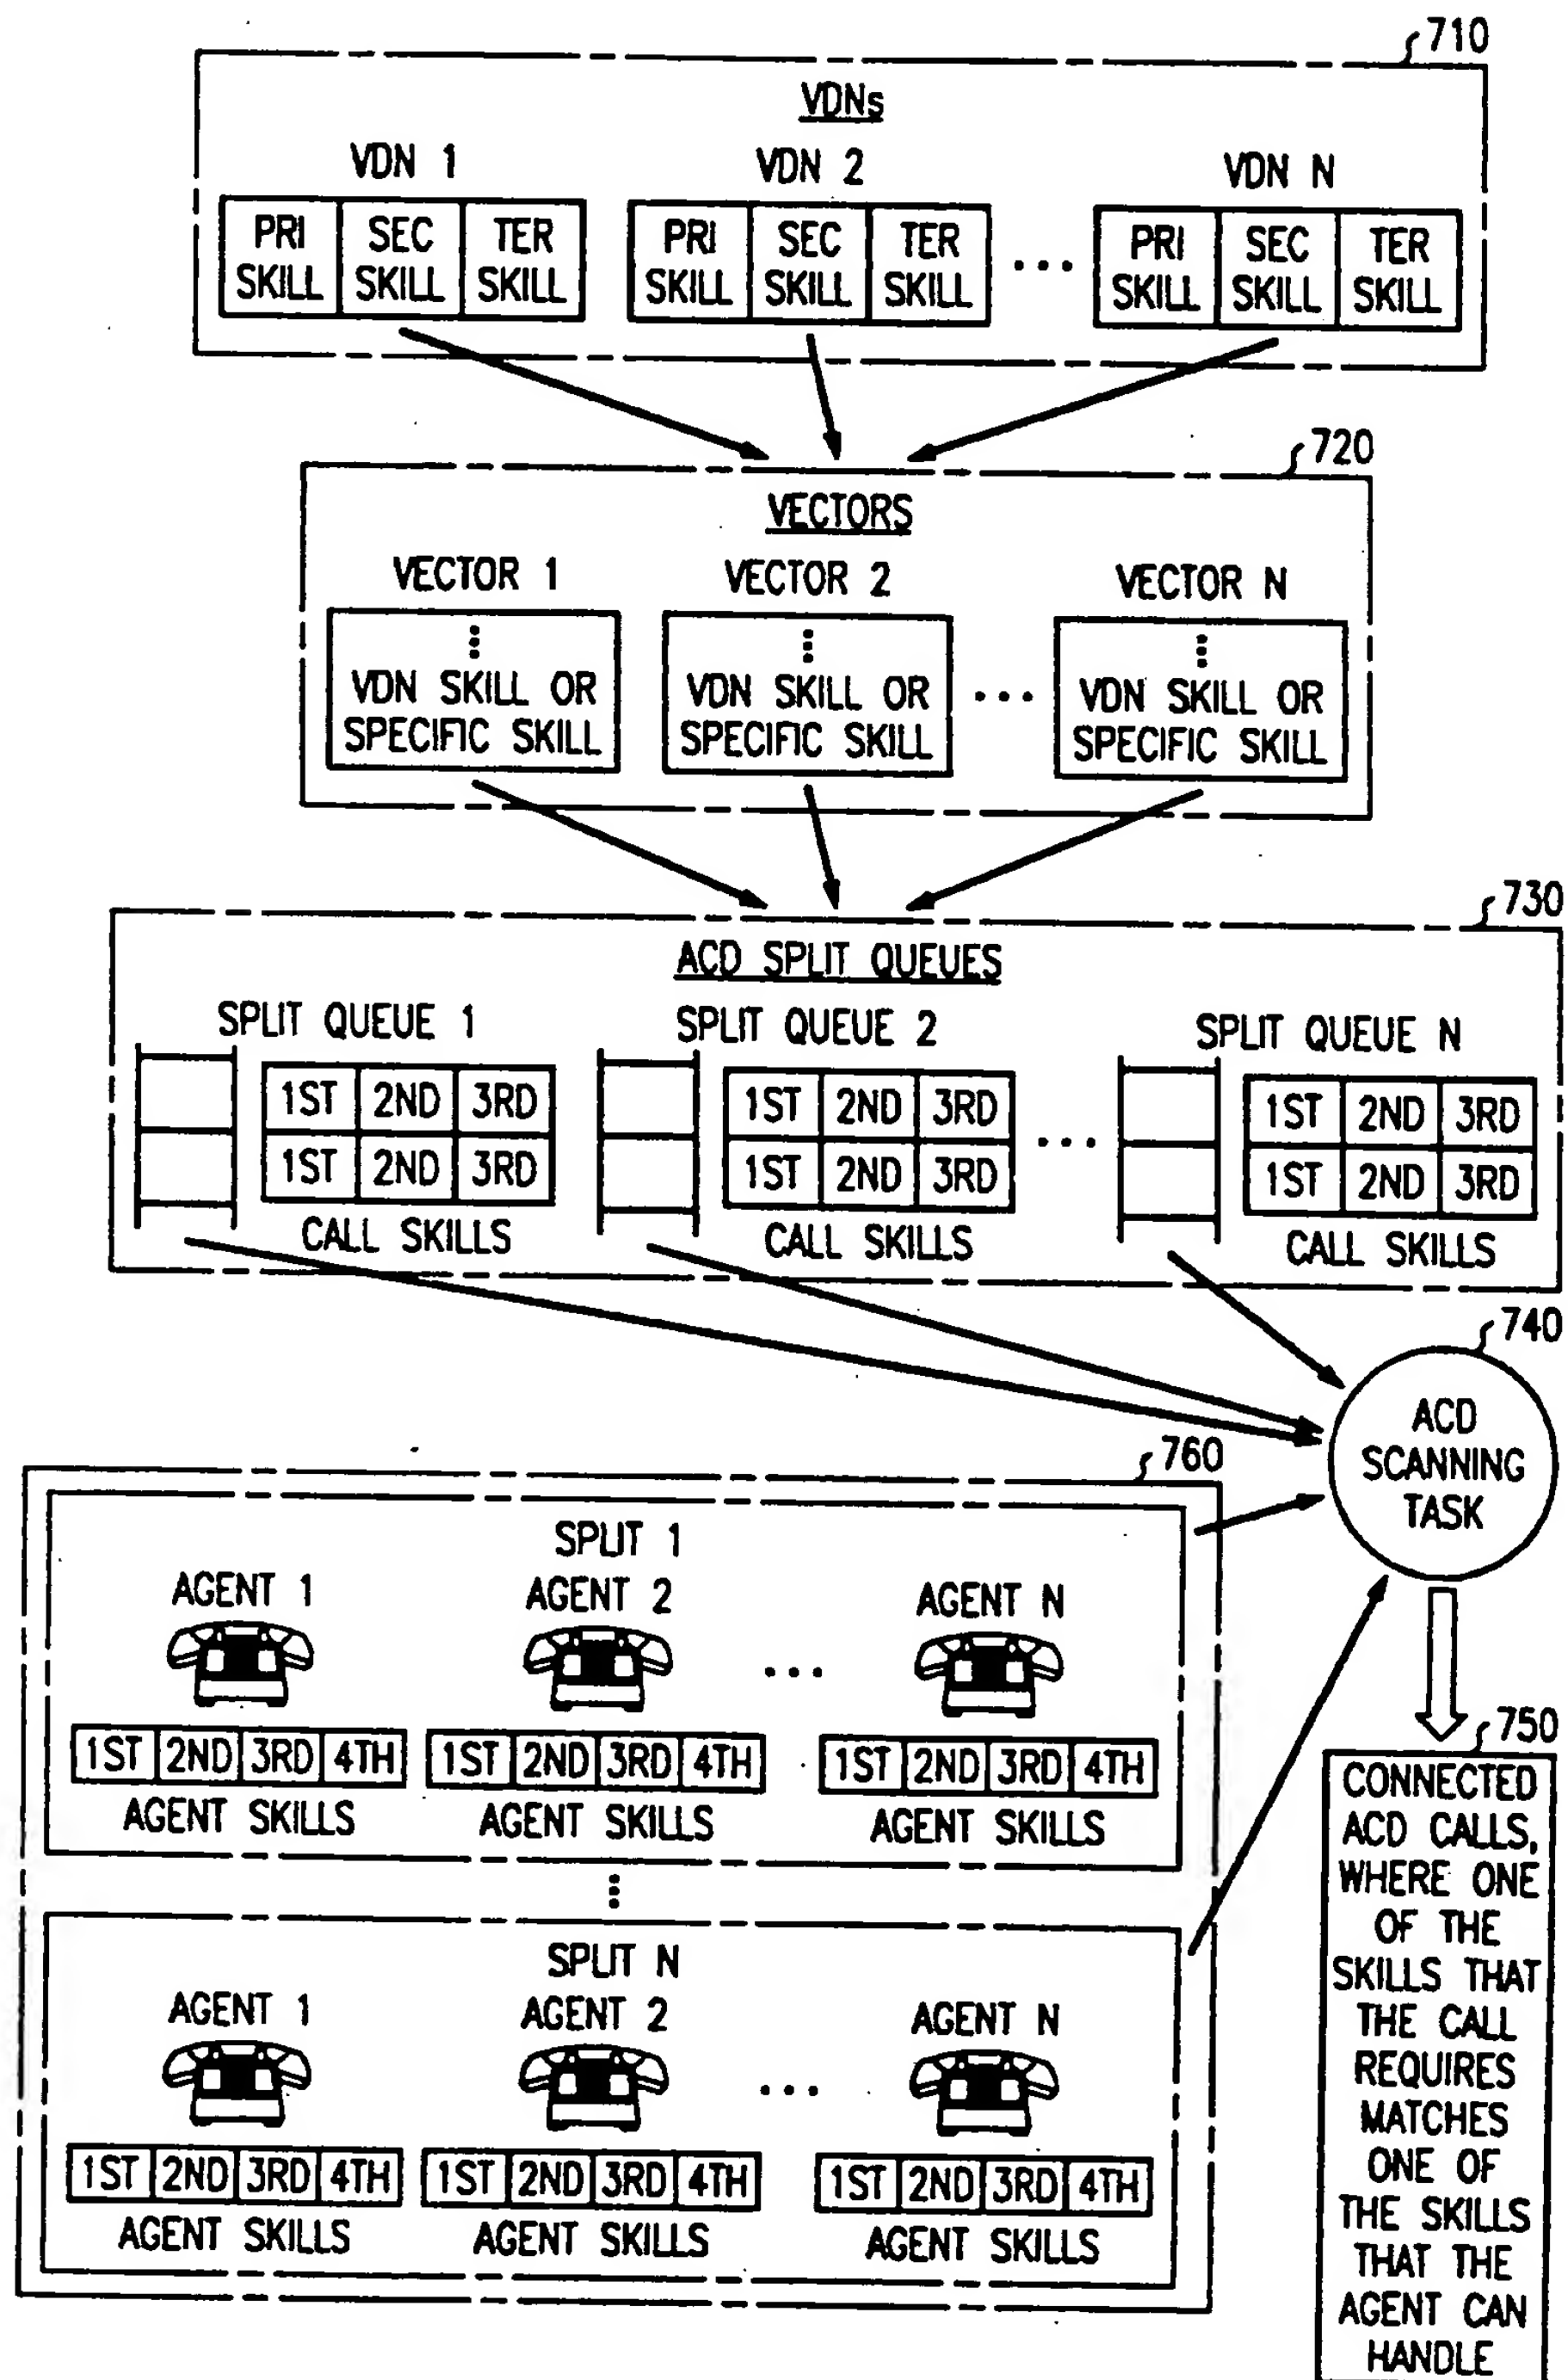 710
VDNs
VDN 1
VDN 2
VDN N
PRI SKILL
SEC SKILL
TER SKILL
PRI SKILL
SEC SKILL
TER SKILL
...
PRI SKILL
SEC SKILL
TER SKILL
720
VECTORS
VECTOR 1
VECTOR 2
VECTOR N
VDN SKILL OR
SPECIFIC SKILL
VDN SKILL OR
SPECIFIC SKILL
...
VDN SKILL OR
SPECIFIC SKILL
730
ACD SPLIT QUEUES
SPLIT QUEUE 1
SPLIT QUEUE 2
SPLIT QUEUE N
1ST 2ND 3RD
1ST 2ND 3RD
CALL SKILLS
1ST 2ND 3RD
1ST 2ND 3RD
CALL SKILLS
...
1ST 2ND 3RD
1ST 2ND 3RD
CALL SKILLS
740
ACD
SCANNING
TASK
760
SPLIT 1
AGENT 1
AGENT 2
AGENT N
...
1ST 2ND 3RD 4TH
1ST 2ND 3RD 4TH
1ST 2ND 3RD 4TH
AGENT SKILLS
AGENT SKILLS
AGENT SKILLS
SPLIT N
AGENT 1
AGENT 2
AGENT N
...
1ST 2ND 3RD 4TH
1ST 2ND 3RD 4TH
1ST 2ND 3RD 4TH
AGENT SKILLS
AGENT SKILLS
AGENT SKILLS
750
CONNECTED
ACD CALLS,
WHERE ONE
OF THE
SKILLS THAT
THE CALL
REQUIRES
MATCHES
ONE OF
THE SKILLS
THAT THE
AGENT CAN
HANDLE